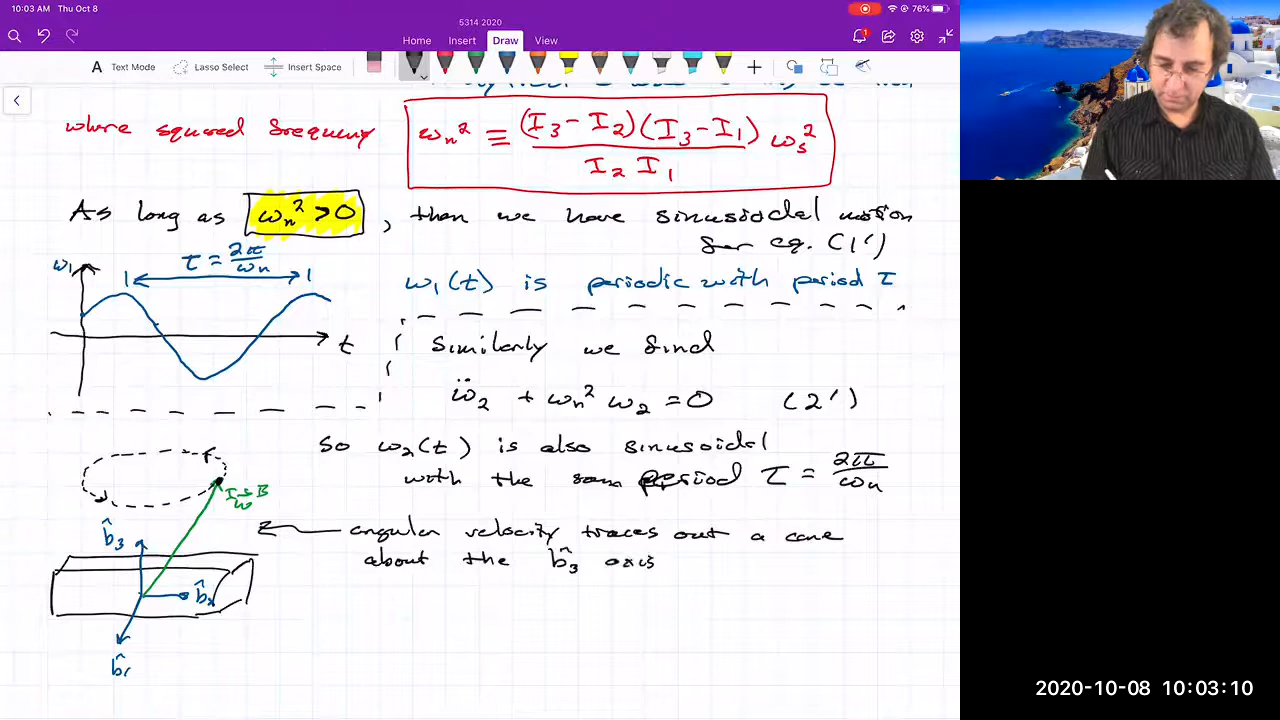 10:03 AM Thu Oct 8
76%
5314 2020
Home Insert Draw View
Text Mode Lasso Select Insert Space
where squared frequency ωn² ≡ (I3 - I2)(I3 - I1) / I2 I1 ωs²
As long as ωn² > 0, then we have sinusoidal motion
for eq. (1')
ω1 τ = 2π/ωn
ω1(t) is periodic with period τ
t
Similarly we find
ω̈2 + ωn² ω2 = 0 (2')
So ω2(t) is also sinusoidal
with the same period τ = 2π/ωn
angular velocity traces out a cone
about the b̂3 axis
b̂3
b̂2
b̂1
2020-10-08 10:03:10